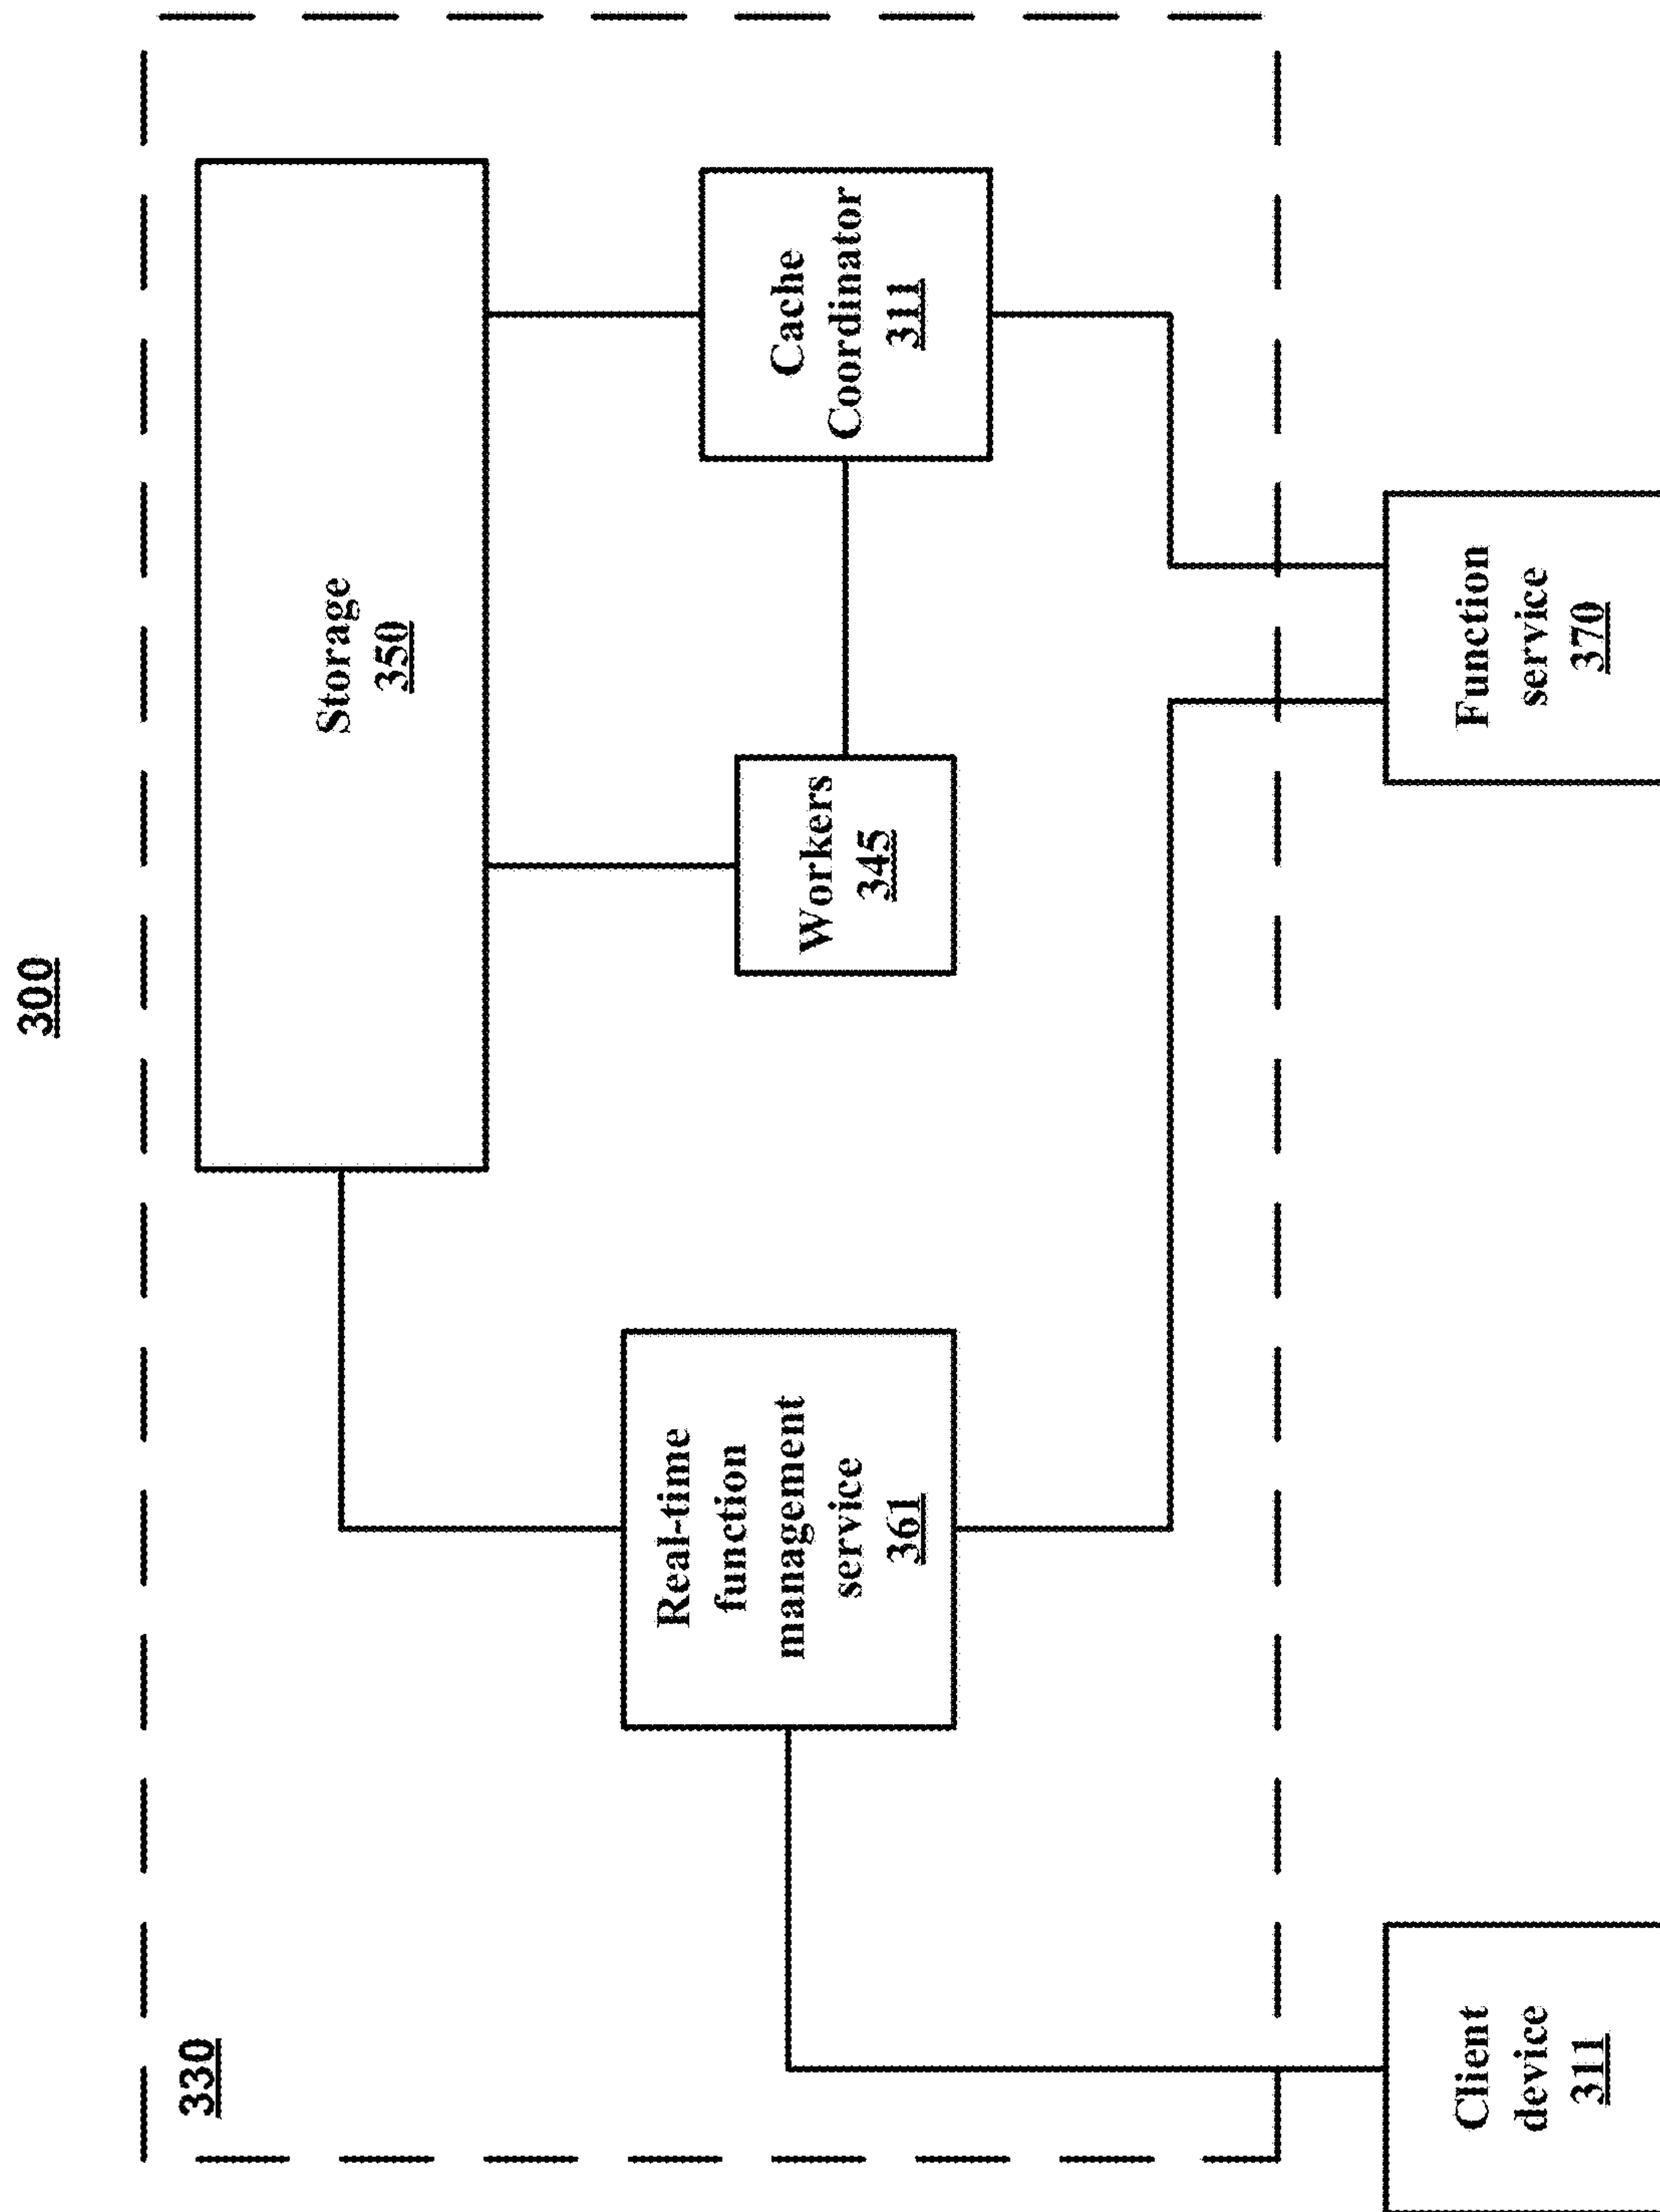 300
330
Storage
350
Real-time
function
management
service
361
Workers
345
Cache
Coordinator
311
Client
device
311
Function
service
370